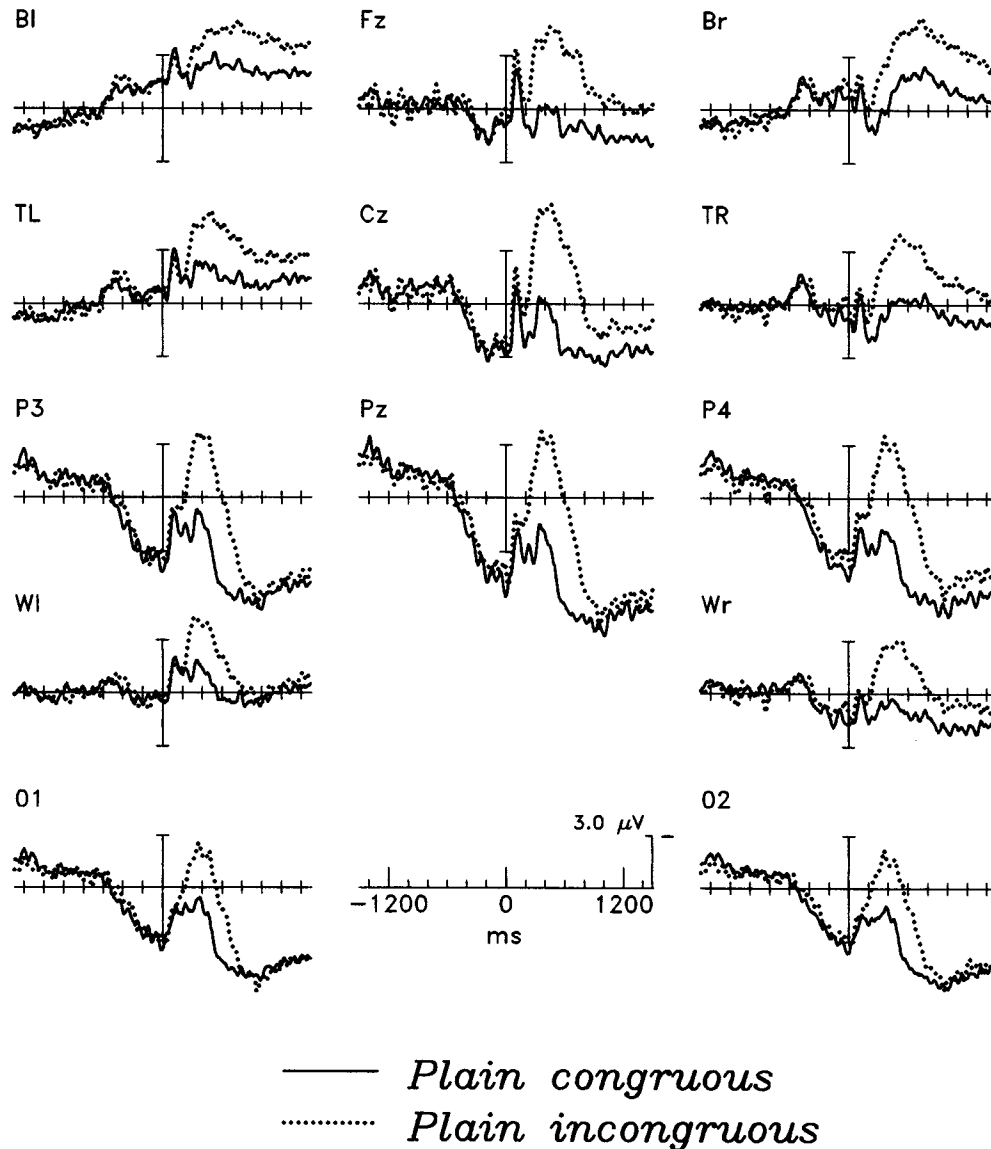 Bl Fz Br
TL Cz TR
P3 Pz P4
Wl Wr
O1 O2
3.0 μV −
−1200 0 1200
ms
Plain congruous
Plain incongruous